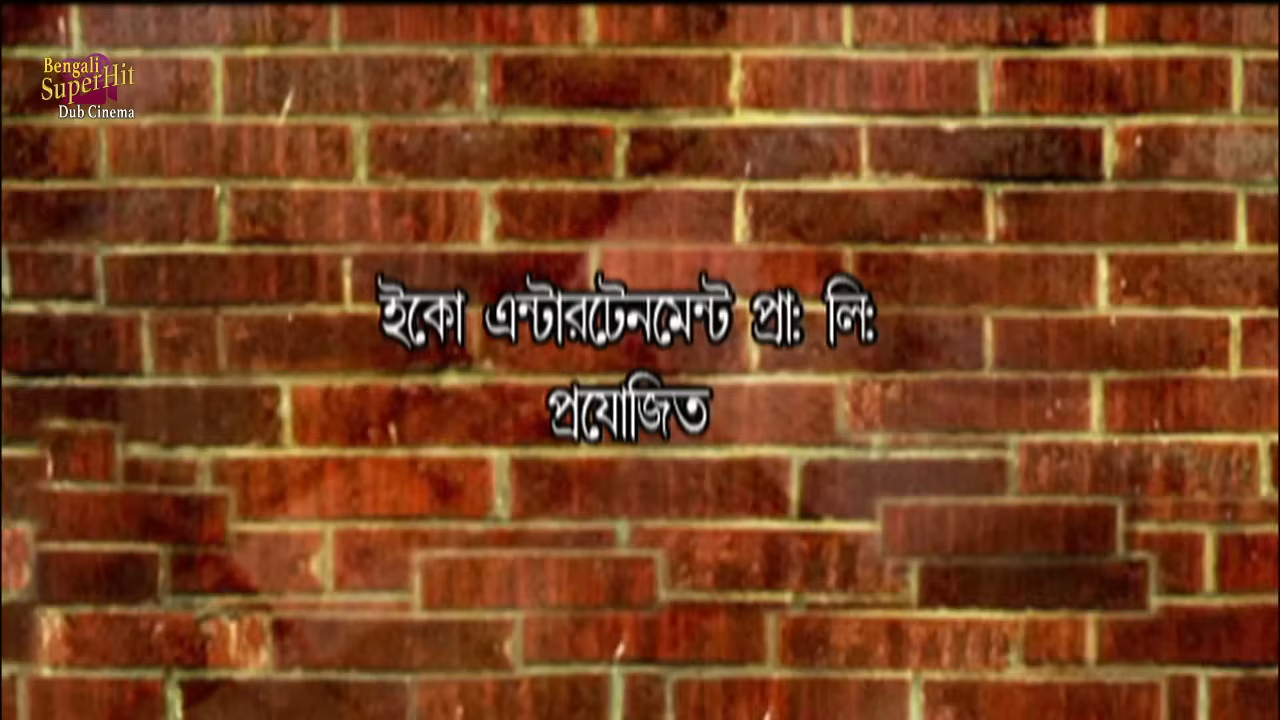 Bengali
SuperHit
Dub Cinema
ইকো এন্টারটেনমেন্ট প্রা: লি:
প্রযোজিত